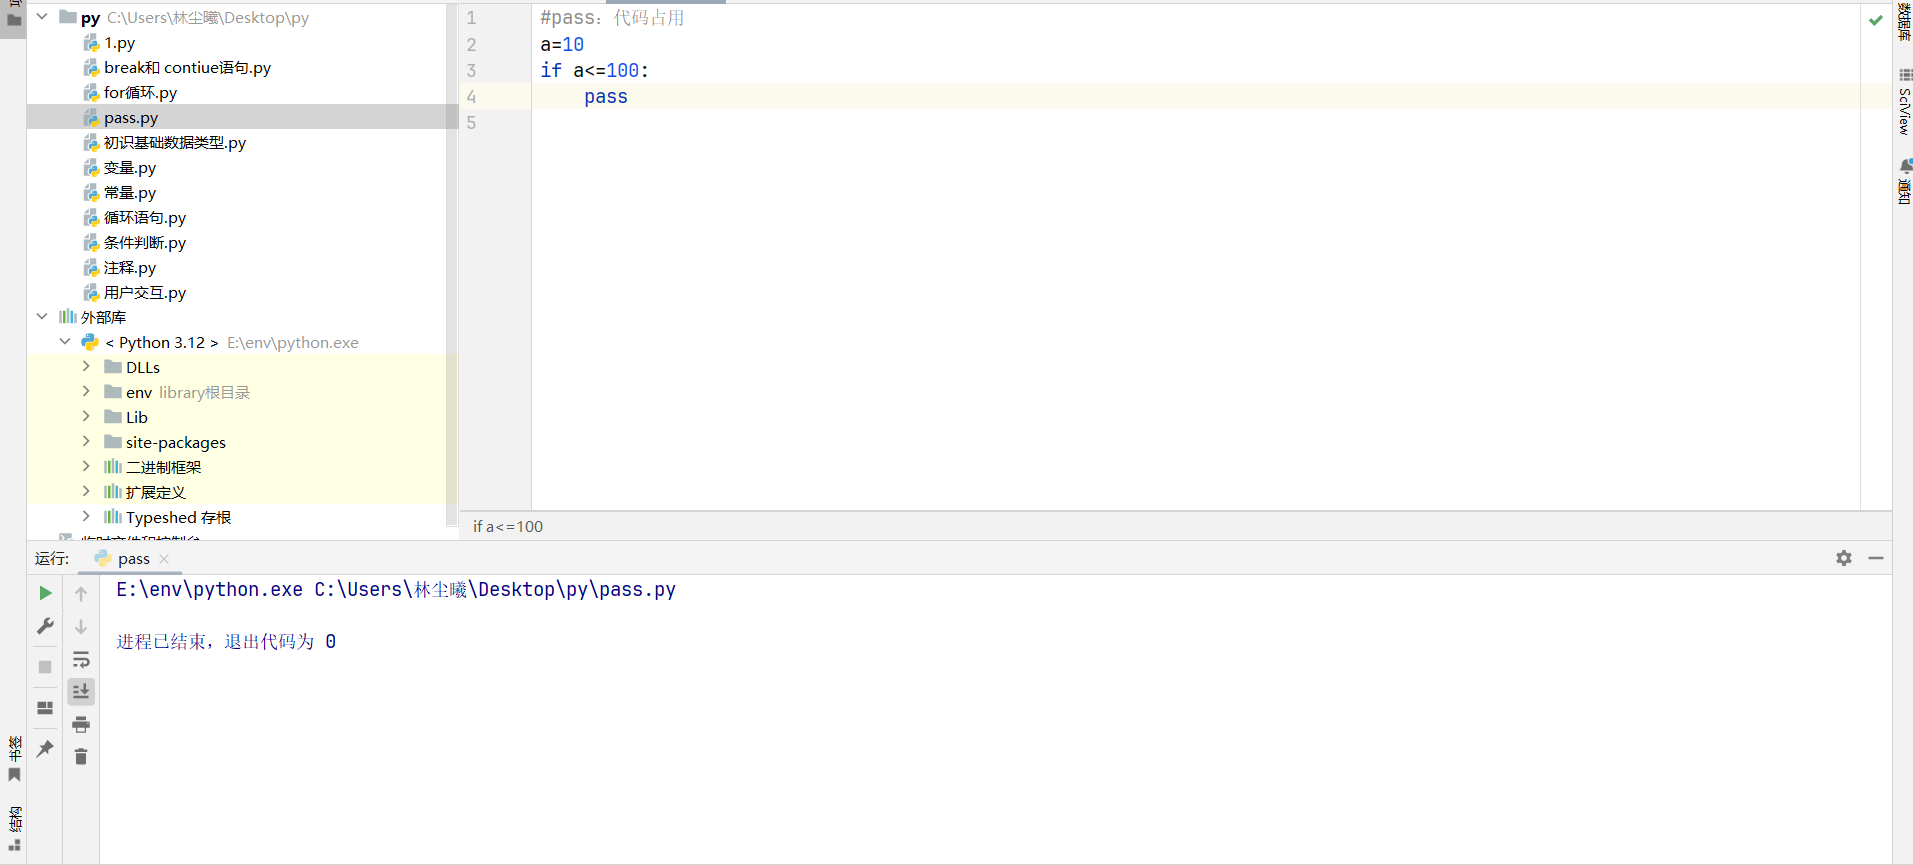 py C:\Users\林尘曦\Desktop\py
1.py
break和 contiue语句.py
for循环.py
pass.py
初识基础数据类型.py
变量.py
常量.py
循环语句.py
条件判断.py
注释.py
用户交互.py
外部库
< Python 3.12 > E:\env\python.exe
DLLs
env library根目录
Lib
site-packages
二进制框架
扩展定义
Typeshed 存根
1 #pass: 代码占用
2 a=10
3 if a<=100:
4 pass
5
if a<=100
数据库
SciView
通知
运行: pass
E:\env\python.exe C:\Users\林尘曦\Desktop\py\pass.py
进程已结束，退出代码为 0
书签
结构